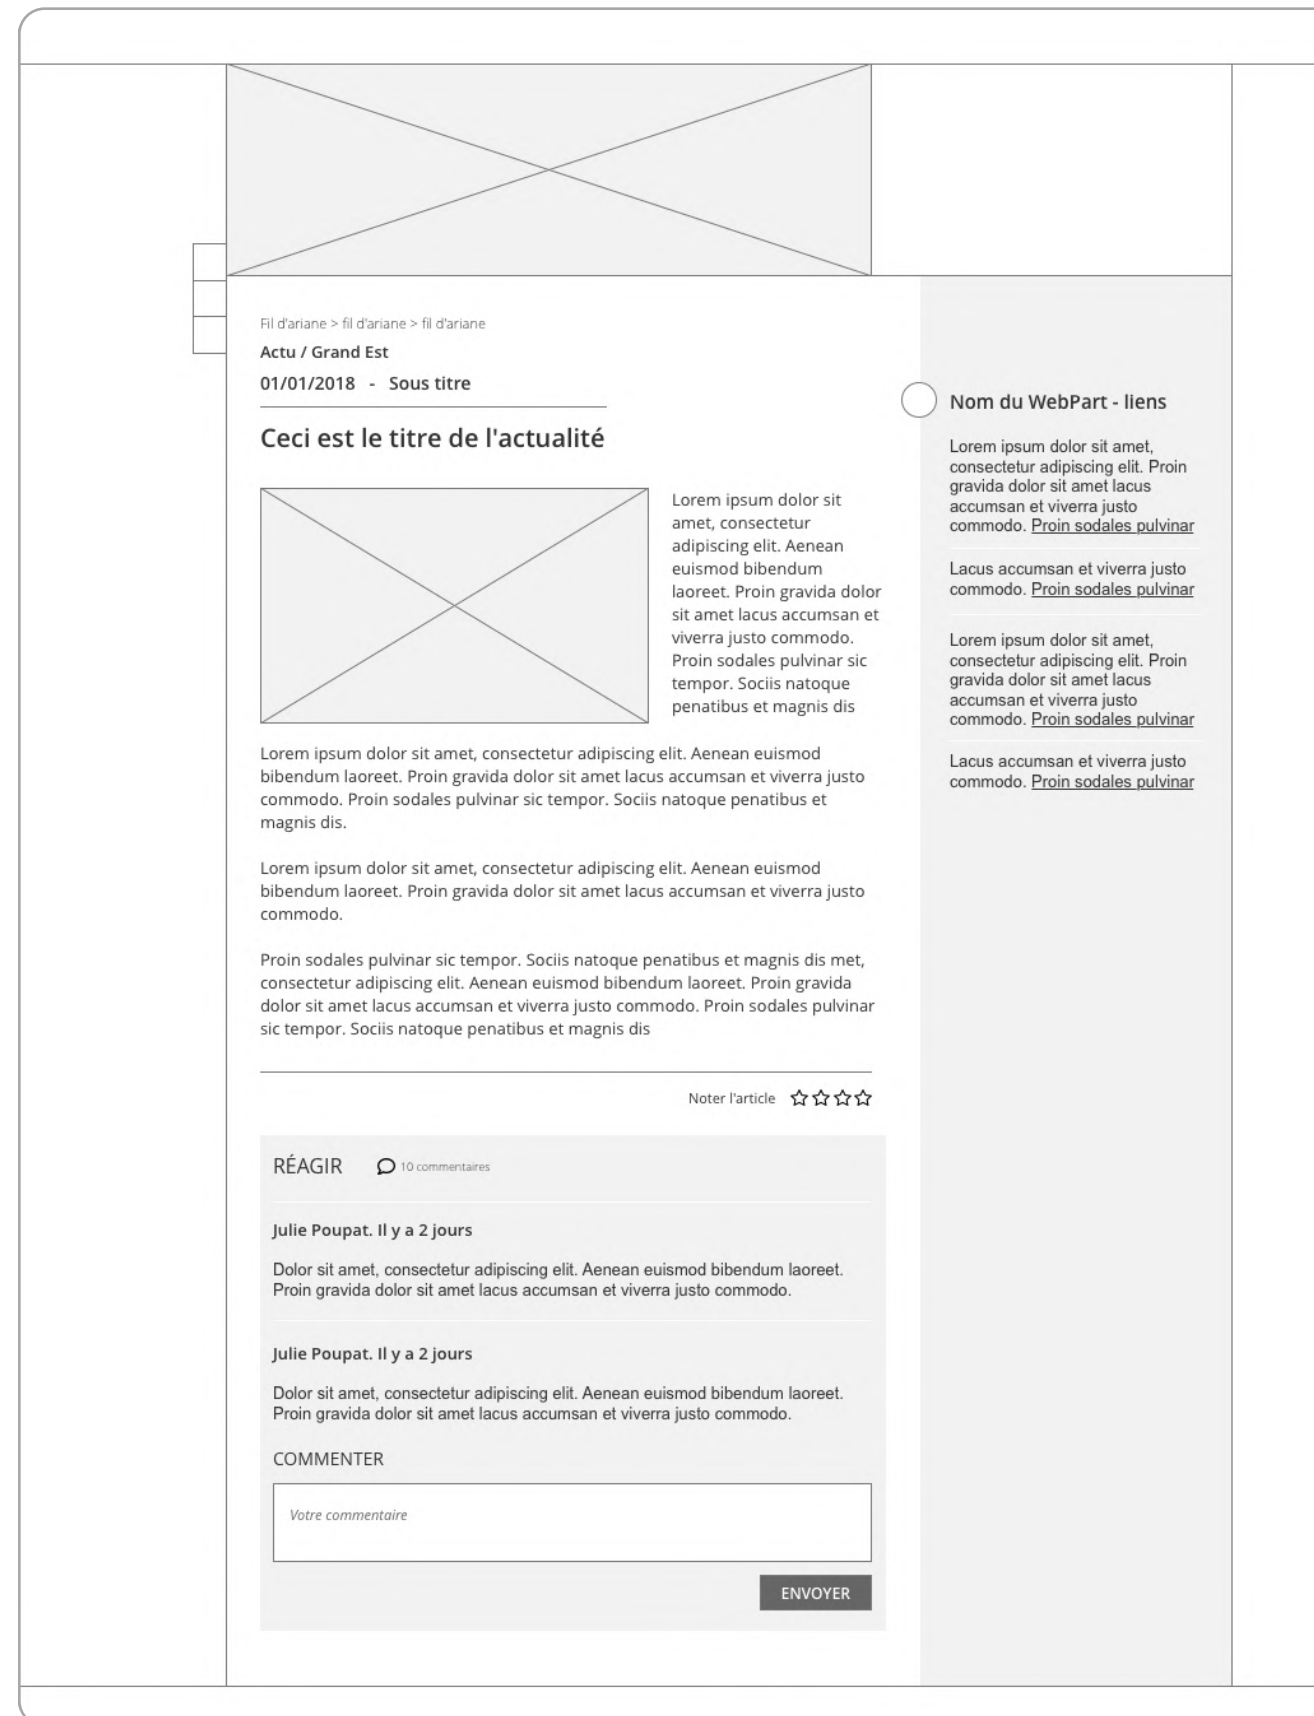 Fil d'ariane > fil d'ariane > fil d'ariane
Actu / Grand Est
01/01/2018 - Sous titre
Ceci est le titre de l'actualité
Lorem ipsum dolor sit
amet, consectetur
adipiscing elit. Aenean
euismod bibendum
laoreet. Proin gravida dolor
sit amet lacus accumsan et
viverra justo commodo.
Proin sodales pulvinar sic
tempor. Sociis natoque
penatibus et magnis dis
Lorem ipsum dolor sit amet, consectetur adipiscing elit. Aenean euismod
bibendum laoreet. Proin gravida dolor sit amet lacus accumsan et viverra justo
commodo. Proin sodales pulvinar sic tempor. Sociis natoque penatibus et
magnis dis.
Lorem ipsum dolor sit amet, consectetur adipiscing elit. Aenean euismod
bibendum laoreet. Proin gravida dolor sit amet lacus accumsan et viverra justo
commodo.
Proin sodales pulvinar sic tempor. Sociis natoque penatibus et magnis dis met,
consectetur adipiscing elit. Aenean euismod bibendum laoreet. Proin gravida
dolor sit amet lacus accumsan et viverra justo commodo. Proin sodales pulvinar
sic tempor. Sociis natoque penatibus et magnis dis
Noter l'article
RÉAGIR 10 commentaires
Julie Poupat. Il y a 2 jours
Dolor sit amet, consectetur adipiscing elit. Aenean euismod bibendum laoreet.
Proin gravida dolor sit amet lacus accumsan et viverra justo commodo.
Julie Poupat. Il y a 2 jours
Dolor sit amet, consectetur adipiscing elit. Aenean euismod bibendum laoreet.
Proin gravida dolor sit amet lacus accumsan et viverra justo commodo.
COMMENTER
Votre commentaire
ENVOYER
Nom du WebPart - liens
Lorem ipsum dolor sit amet,
consectetur adipiscing elit. Proin
gravida dolor sit amet lacus
accumsan et viverra justo
commodo. Proin sodales pulvinar
Lacus accumsan et viverra justo
commodo. Proin sodales pulvinar
Lorem ipsum dolor sit amet,
consectetur adipiscing elit. Proin
gravida dolor sit amet lacus
accumsan et viverra justo
commodo. Proin sodales pulvinar
Lacus accumsan et viverra justo
commodo. Proin sodales pulvinar